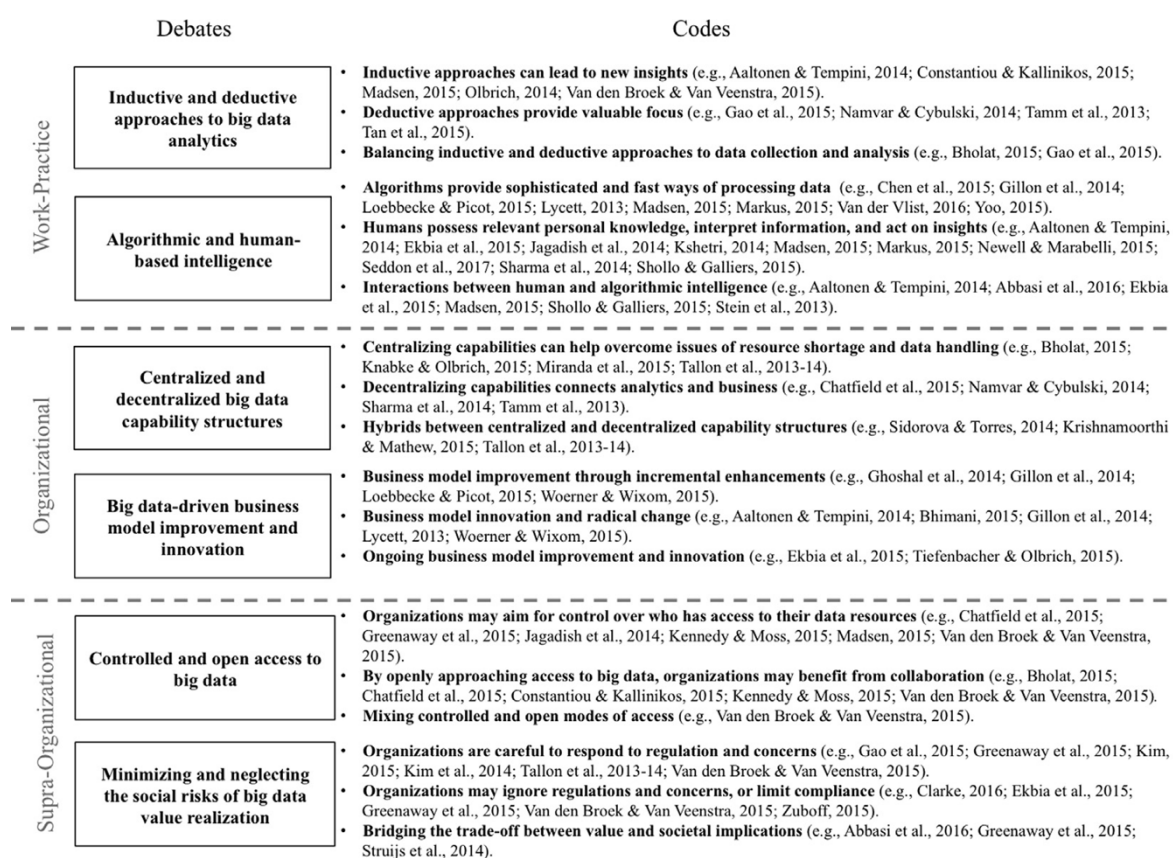 Debates
Codes
Work-Practice
Inductive and deductive
approaches to big data
analytics
• Inductive approaches can lead to new insights (e.g., Aaltonen & Tempini, 2014; Constantiou & Kallinikos, 2015;
Madsen, 2015; Olbrich, 2014; Van den Broek & Van Veenstra, 2015).
• Deductive approaches provide valuable focus (e.g., Gao et al., 2015; Namvar & Cybulski, 2014; Tamm et al., 2013;
Tan et al., 2015).
• Balancing inductive and deductive approaches to data collection and analysis (e.g., Bholat, 2015; Gao et al., 2015).
Algorithmic and human-
based intelligence
• Algorithms provide sophisticated and fast ways of processing data (e.g., Chen et al., 2015; Gillon et al., 2014;
Loebbecke & Picot, 2015; Lycett, 2013; Madsen, 2015; Markus, 2015; Van der Vlist, 2016; Yoo, 2015).
• Humans possess relevant personal knowledge, interpret information, and act on insights (e.g., Aaltonen & Tempini,
2014; Ekbia et al., 2015; Jagadish et al., 2014; Kshetri, 2014; Madsen, 2015; Markus, 2015; Newell & Marabelli, 2015;
Seddon et al., 2017; Sharma et al., 2014; Shollo & Galliers, 2015).
• Interactions between human and algorithmic intelligence (e.g., Aaltonen & Tempini, 2014; Abbasi et al., 2016; Ekbia
et al., 2015; Madsen, 2015; Shollo & Galliers, 2015; Stein et al., 2013).
Organizational
Centralized and
decentralized big data
capability structures
• Centralizing capabilities can help overcome issues of resource shortage and data handling (e.g., Bholat, 2015;
Knabke & Olbrich, 2015; Miranda et al., 2015; Tallon et al., 2013-14).
• Decentralizing capabilities connects analytics and business (e.g., Chatfield et al., 2015; Namvar & Cybulski, 2014;
Sharma et al., 2014; Tamm et al., 2013).
• Hybrids between centralized and decentralized capability structures (e.g., Sidorova & Torres, 2014; Krishnamoorthi
& Mathew, 2015; Tallon et al., 2013-14).
Big data-driven business
model improvement and
innovation
• Business model improvement through incremental enhancements (e.g., Ghoshal et al., 2014; Gillon et al., 2014;
Loebbecke & Picot, 2015; Woerner & Wixom, 2015).
• Business model innovation and radical change (e.g., Aaltonen & Tempini, 2014; Bhimani, 2015; Gillon et al., 2014;
Lycett, 2013; Woerner & Wixom, 2015).
• Ongoing business model improvement and innovation (e.g., Ekbia et al., 2015; Tiefenbacher & Olbrich, 2015).
Supra-Organizational
Controlled and open access to
big data
• Organizations may aim for control over who has access to their data resources (e.g., Chatfield et al., 2015;
Greenaway et al., 2015; Jagadish et al., 2014; Kennedy & Moss, 2015; Madsen, 2015; Van den Broek & Van Veenstra,
2015).
• By openly approaching access to big data, organizations may benefit from collaboration (e.g., Bholat, 2015;
Chatfield et al., 2015; Constantiou & Kallinikos, 2015; Kennedy & Moss, 2015; Van den Broek & Van Veenstra, 2015).
• Mixing controlled and open modes of access (e.g., Van den Broek & Van Veenstra, 2015).
Minimizing and neglecting
the social risks of big data
value realization
• Organizations are careful to respond to regulation and concerns (e.g., Gao et al., 2015; Greenaway et al., 2015; Kim,
2015; Kim et al., 2014; Tallon et al., 2013-14; Van den Broek & Van Veenstra, 2015).
• Organizations may ignore regulations and concerns, or limit compliance (e.g., Clarke, 2016; Ekbia et al., 2015;
Greenaway et al., 2015; Van den Broek & Van Veenstra, 2015; Zuboff, 2015).
• Bridging the trade-off between value and societal implications (e.g., Abbasi et al., 2016; Greenaway et al., 2015;
Struijs et al., 2014).